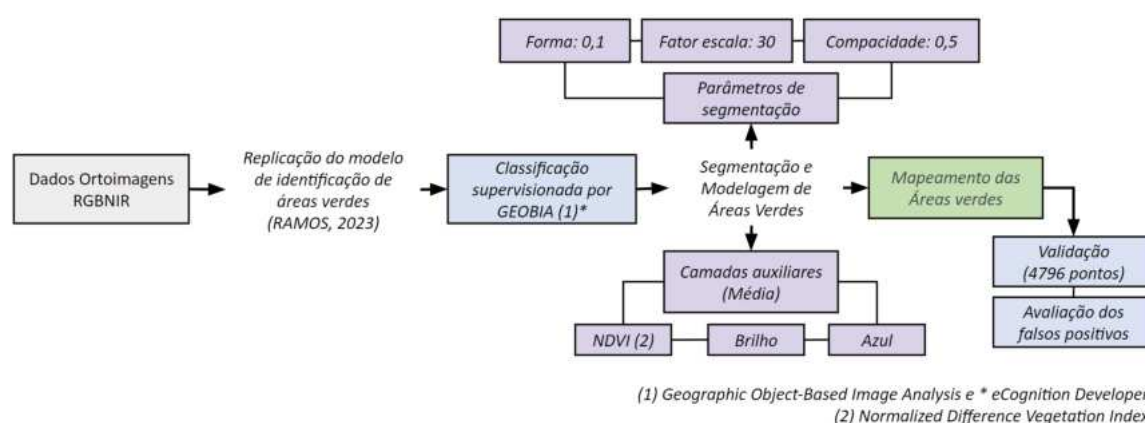 Forma: 0,1
Fator escala: 30
Compacidade: 0,5
Parâmetros de
segmentação
Dados Ortoimagens
RGBNIR
Replicação do modelo
de identificação de
áreas verdes
(RAMOS, 2023)
Classificação
supervisionada por
GEOBIA (1)*
Segmentação e
Modelagem de
Áreas Verdes
Mapeamento das
Áreas verdes
Validação
(4796 pontos)
Avaliação dos
falsos positivos
Camadas auxiliares
(Média)
NDVI (2)
Brilho
Azul
(1) Geographic Object-Based Image Analysis e * eCognition Developer
(2) Normalized Difference Vegetation Index